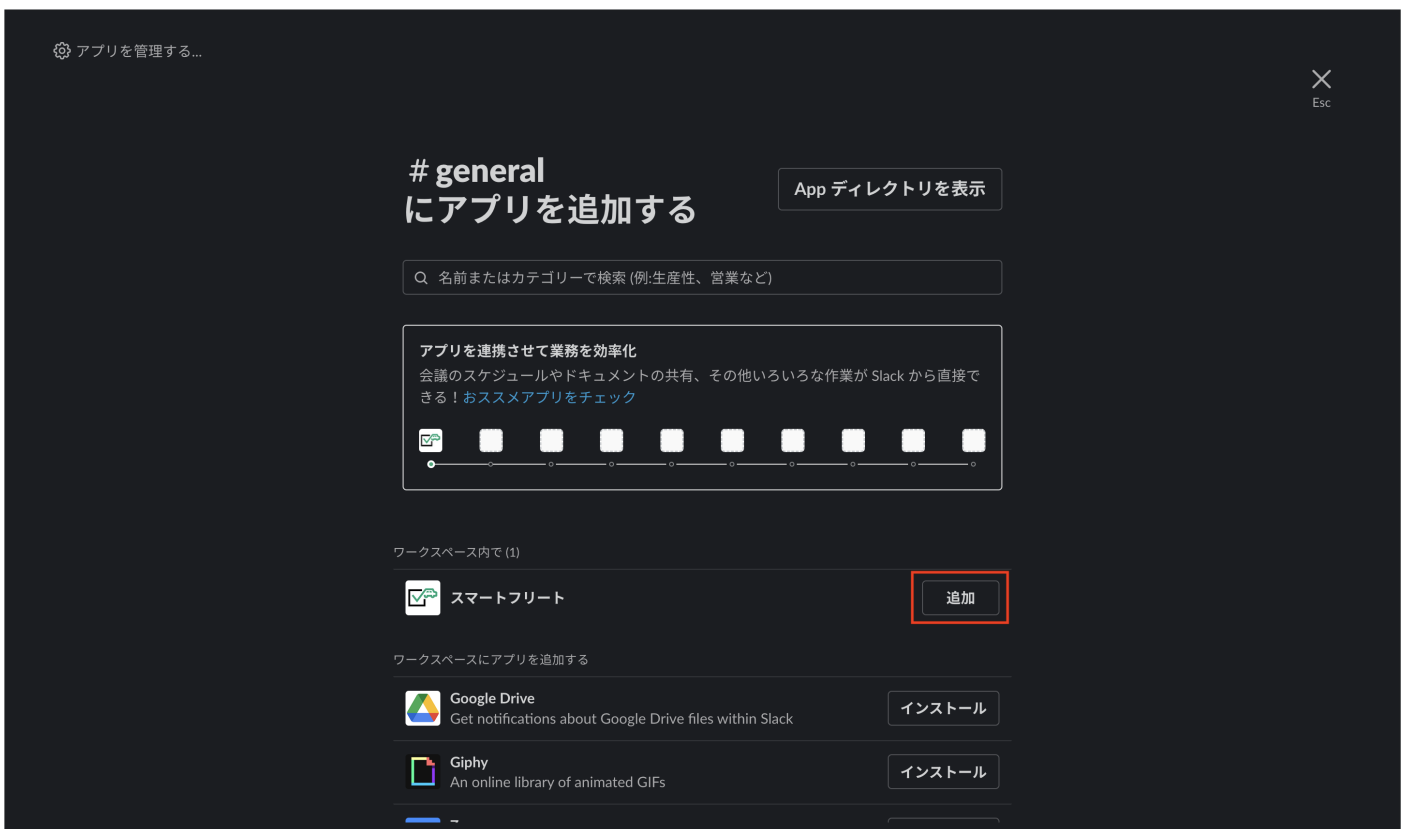 アプリを管理する...
Esc
# general
にアプリを追加する
App ディレクトリを表示
名前またはカテゴリーで検索 (例:生産性、営業など)
アプリを連携させて業務を効率化
会議のスケジュールやドキュメントの共有、その他いろいろな作業が Slack から直接で
きる！おススメアプリをチェック
ワークスペース内で (1)
スマートフリート
追加
ワークスペースにアプリを追加する
Google Drive
Get notifications about Google Drive files within Slack
インストール
Giphy
An online library of animated GIFs
インストール